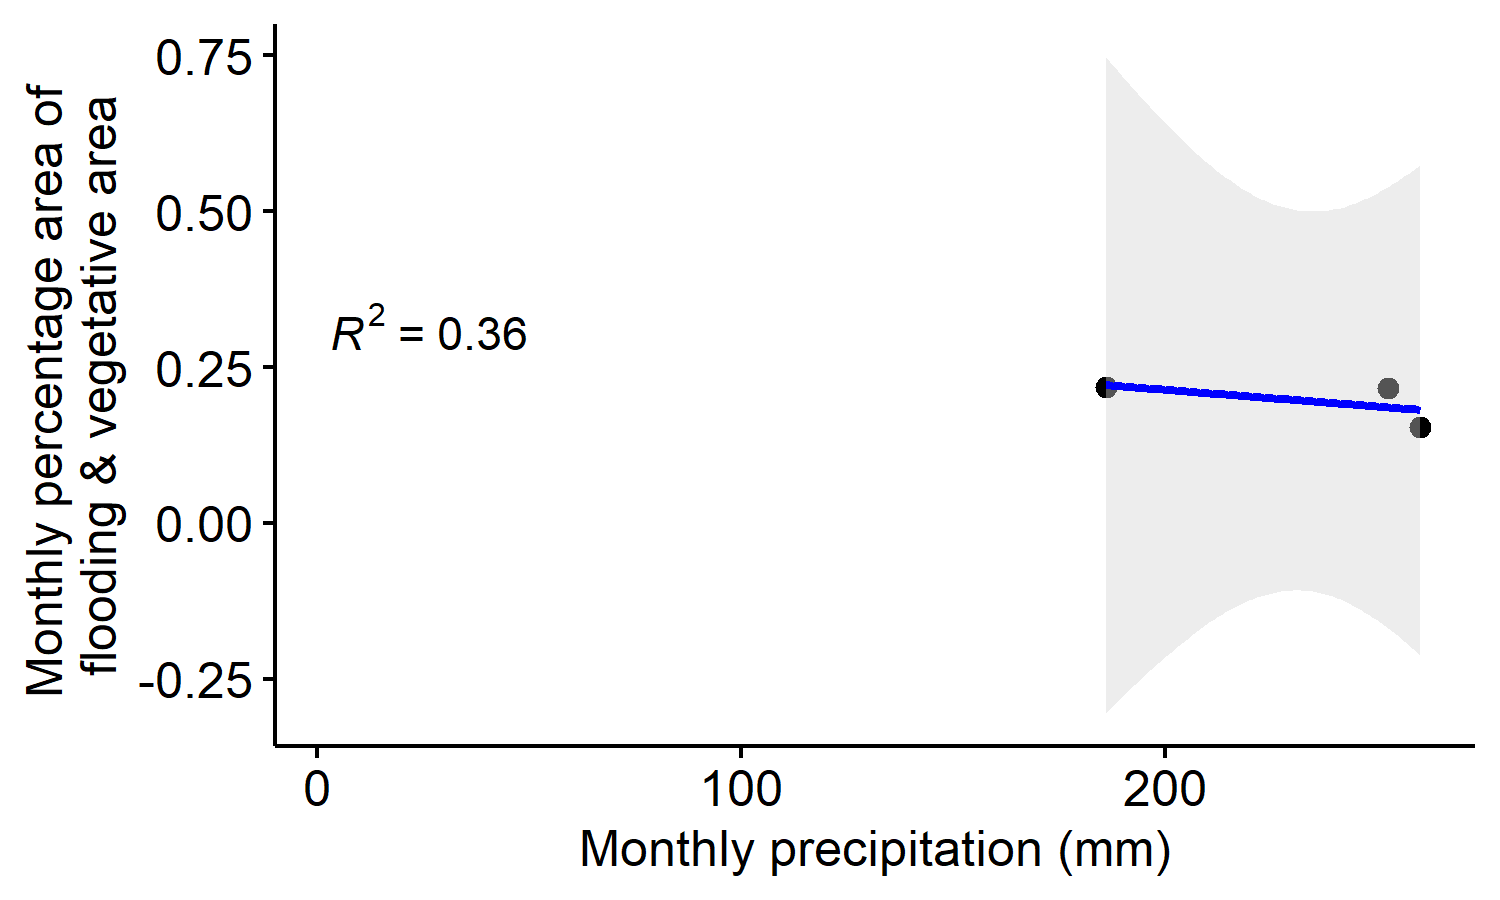 Monthly percentage area of
flooding & vegetative area
0.75
0.50
0.25
0.00
-0.25
R² = 0.36
0 100 200
Monthly precipitation (mm)